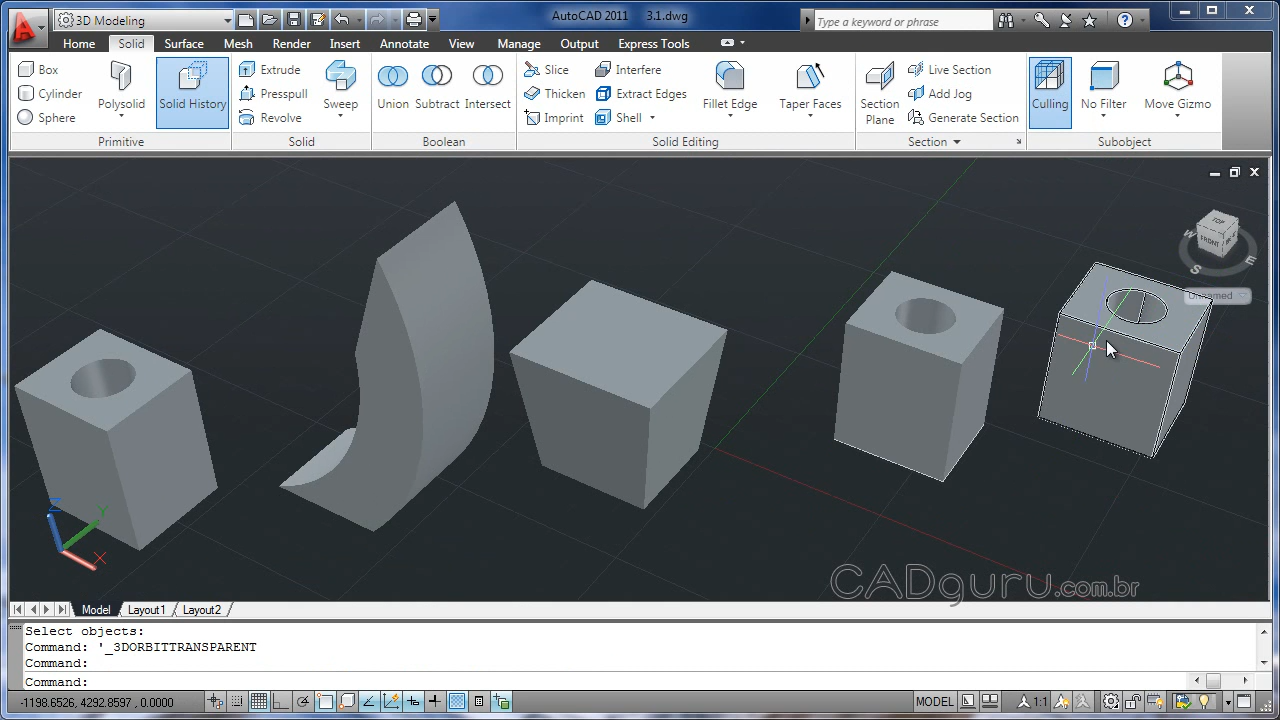 3D Modeling
AutoCAD 2011 3.1.dwg
Type a keyword or phrase
Home Solid Surface Mesh Render Insert Annotate View Manage Output Express Tools
Box
Cylinder
Sphere
Polysolid
Solid History
Primitive
Extrude
Presspull
Revolve
Sweep
Solid
Union Subtract Intersect
Boolean
Slice
Thicken
Imprint
Interfere
Extract Edges
Shell
Fillet Edge
Taper Faces
Solid Editing
Section
Plane
Live Section
Add Jog
Generate Section
Section
Culling No Filter Move Gizmo
Subobject
TOP
FRONT
W
S
E
Unnamed
Z
Y
X
CADguru.com.br
Model Layout1 Layout2
Select objects:
Command: '_3DORBITTRANSPARENT
Command:
Command:
-1198.6526, 4292.8597, 0.0000
MODEL
1:1